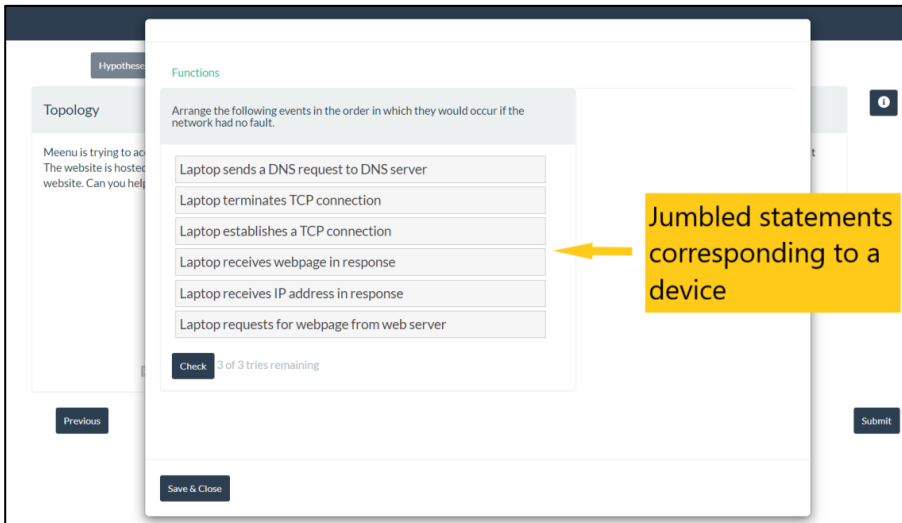 Hypothese
Functions
Topology
Arrange the following events in the order in which they would occur if the
network had no fault.
Meenu is trying to ac
The website is hosted
website. Can you help
t
Laptop sends a DNS request to DNS server
Laptop terminates TCP connection
Laptop establishes a TCP connection
Laptop receives webpage in response
Laptop receives IP address in response
Laptop requests for webpage from web server
Jumbled statements
corresponding to a
device
Check 3 of 3 tries remaining
Previous
Submit
Save & Close